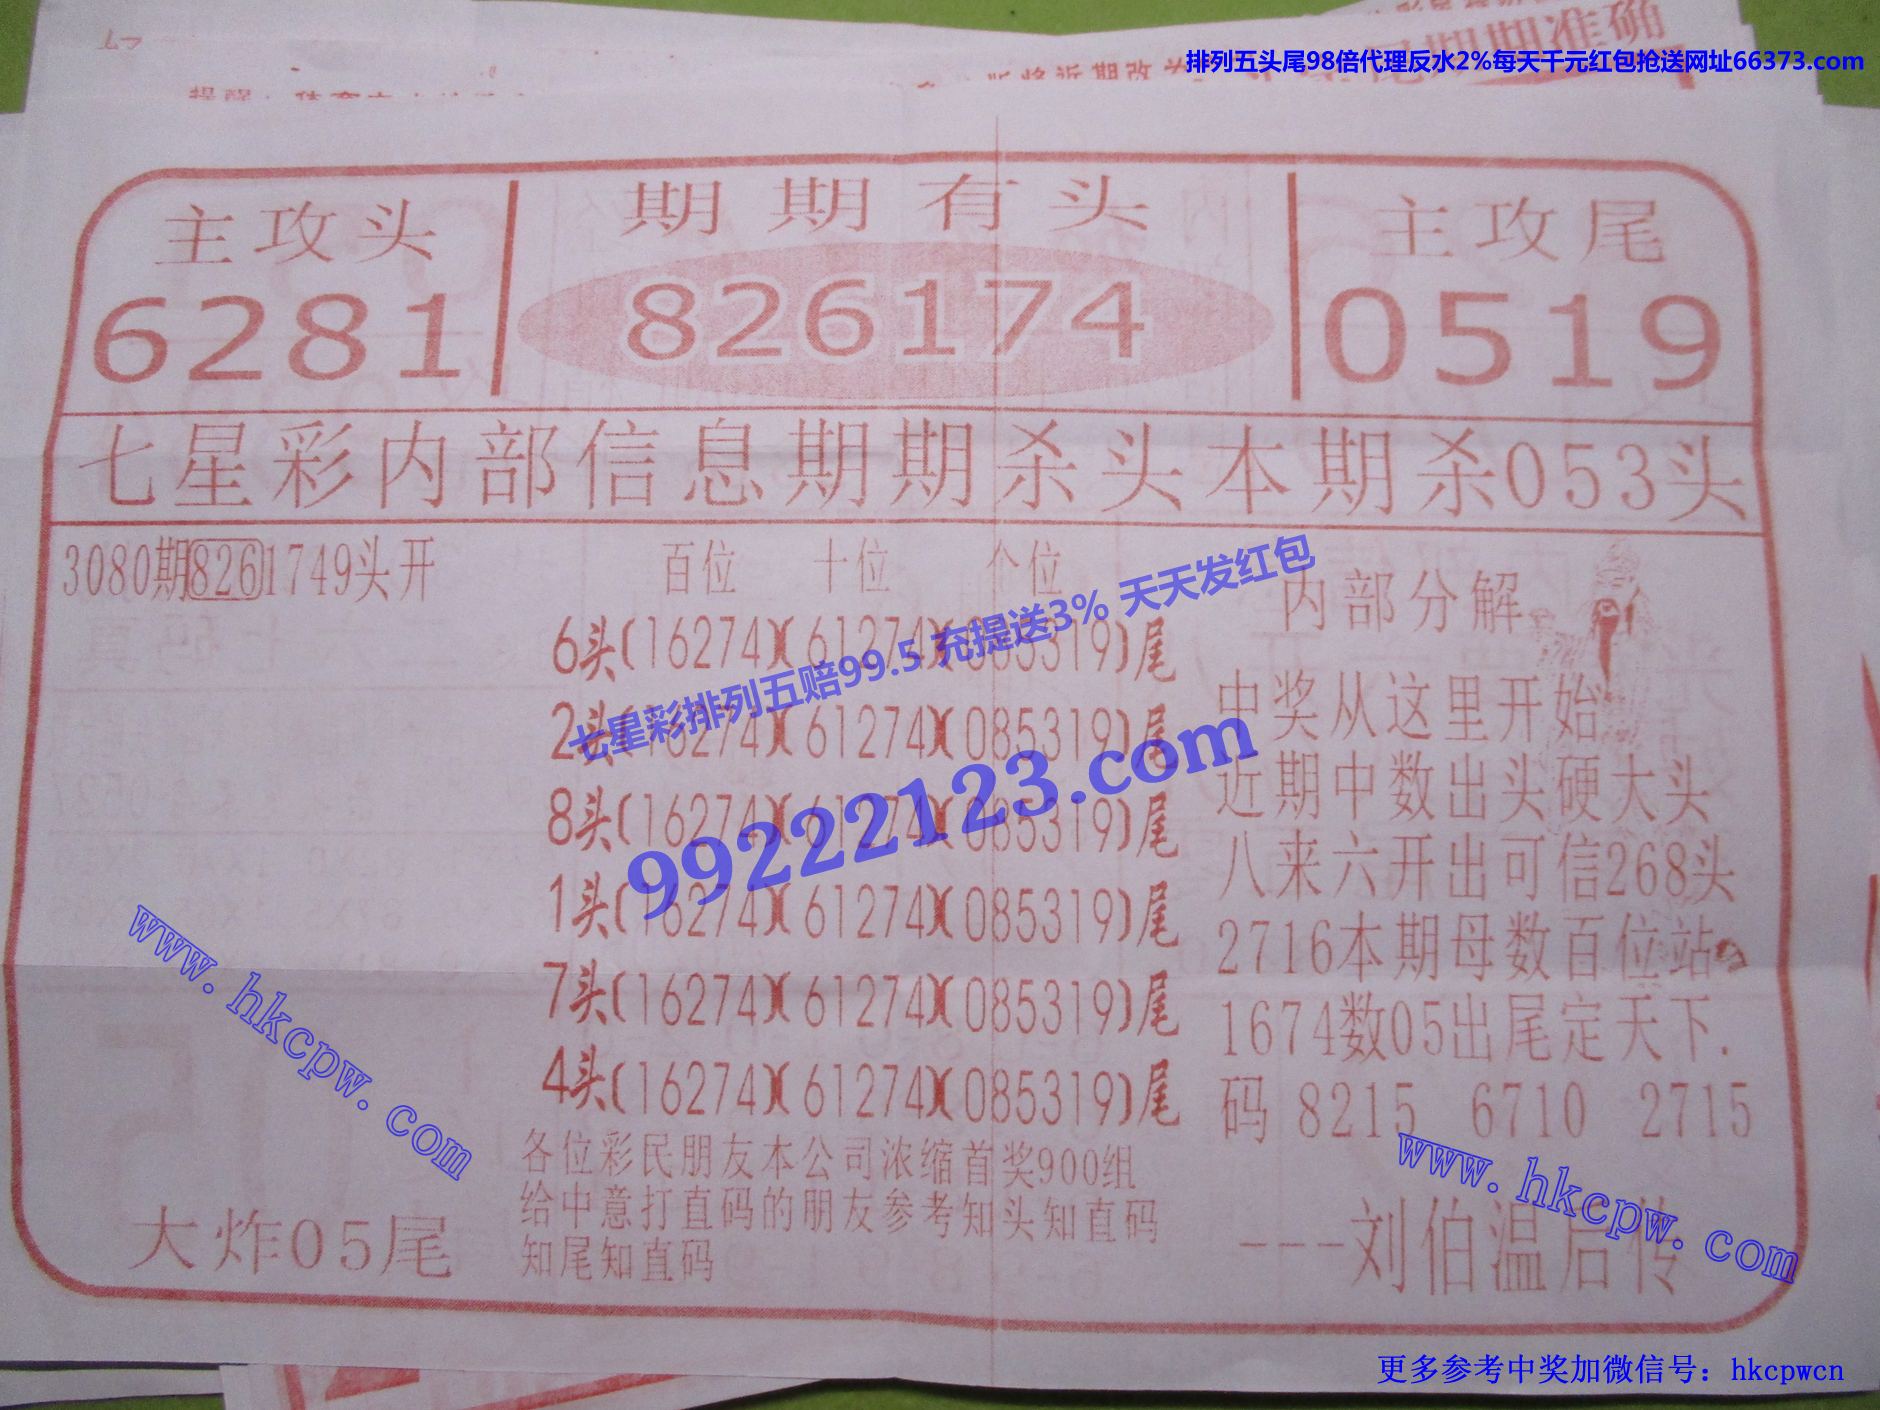 排列五头尾98倍代理反水2%每天千元红包抢送网址66373.com
期期准确
主攻头
6281
期期有头
826174
主攻尾
0519
七星彩内部信息期期杀头本期杀053头
3080期8261749头开
百位 十位 个位
6头(16274)(61274)(085319)尾
2头(16274)(61274)(085319)尾
8头(16274)(61274)(085319)尾
1头(16274)(61274)(085319)尾
7头(16274)(61274)(085319)尾
4头(16274)(61274)(085319)尾
各位彩民朋友本公司浓缩首奖900组
给中意打直码的朋友参考知头知直码
知尾知直码
大炸05尾
内部分解
中奖从这里开始
近期中数出头硬大头
八来六开出可信268头
2716本期母数百位站
1674数05出尾定天下.
码 8215 6710 2715
---刘伯温后传
七星彩排列五赔99.5 充提送3% 天天发红包
99222123.com
www.hkcpw.com
www.hkcpw.com
更多参考中奖加微信号：hkcpwcn